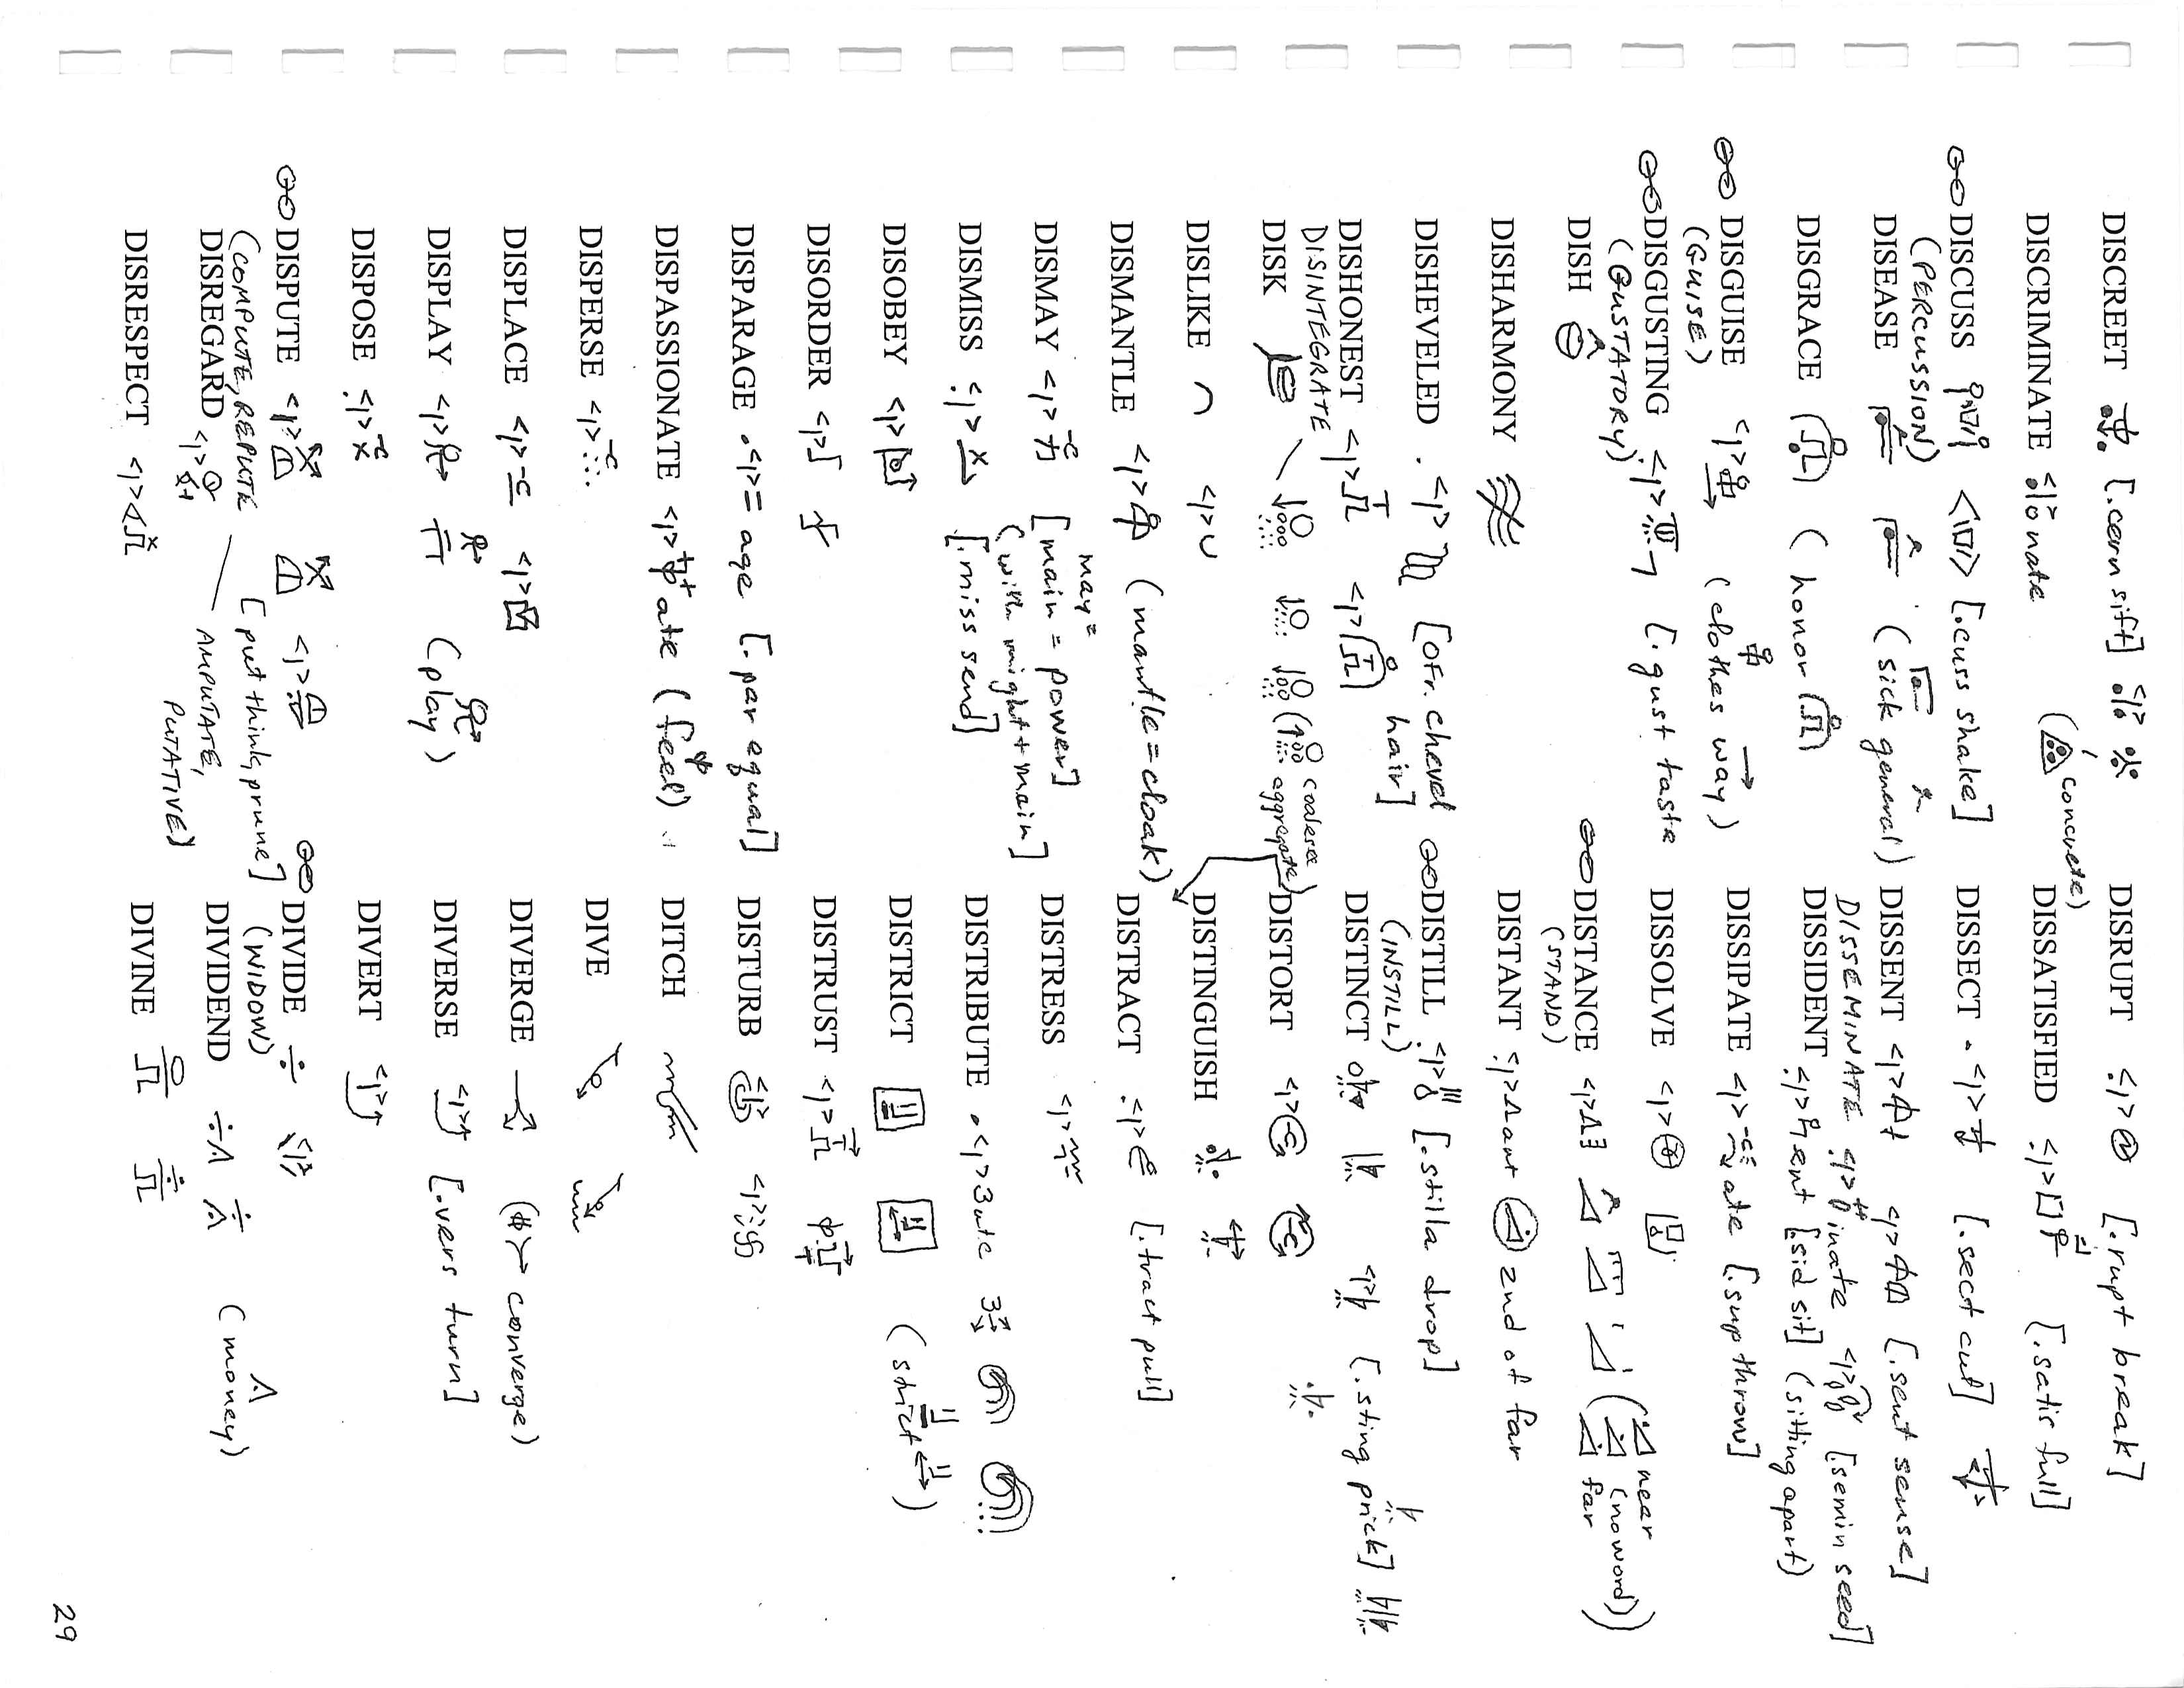 DISCREET [.cern sift]
DISCRIMINATE nate
(concrete)
DISCUSS [.cuss shake]
(PERCUSSION)
DISEASE (sick general)
DISGRACE (honor)
DISGUISE (clothes way)
(GUISE)
DISGUSTING [.gust taste
(GUSTATORY)
DISH
DISHARMONY
DISHEVELED [OFr. chevel
hair]
DISHONEST
DISINTEGRATE
coalesce
aggregate)
DISK
DISLIKE
DISMANTLE (mantle = cloak)
may =
DISMAY [main = power]
(with might + main]
DISMISS [.miss send]
DISOBEY
DISORDER
DISPARAGE = age [.par equal]
DISPASSIONATE ate (feel)
DISPERSE
DISPLACE
DISPLAY (play)
DISPOSE
DISPUTE [put think, prune]
(COMPUTE, REPUTE
AMPUTATE,
PUTATIVE)
DISREGARD
DISRESPECT
DISRUPT [.rupt break]
DISSATISFIED [.satis full]
DISSECT [.sect cut]
DISSENT [.sent sense]
DISSEMINATE inate [.semin seed]
DISSIDENT ent [.sid sit] (sitting apart)
DISSIPATE ate [.sup throw]
DISSOLVE
DISTANCE near
(no word)
far
(STAND)
DISTANT ant 2nd of far
DISTILL [.stilla drop]
(INSTILL)
DISTINCT [.sting prick]
DISTORT
DISTINGUISH
DISTRACT [.tract pull]
DISTRESS
DISTRIBUTE ute
DISTRICT (strict)
DISTRUST
DISTURB
DITCH
DIVE
DIVERGE (converge)
DIVERSE [.vers turn]
DIVERT
DIVIDE ÷
(WIDOW)
DIVIDEND ÷ (money)
DIVINE
29